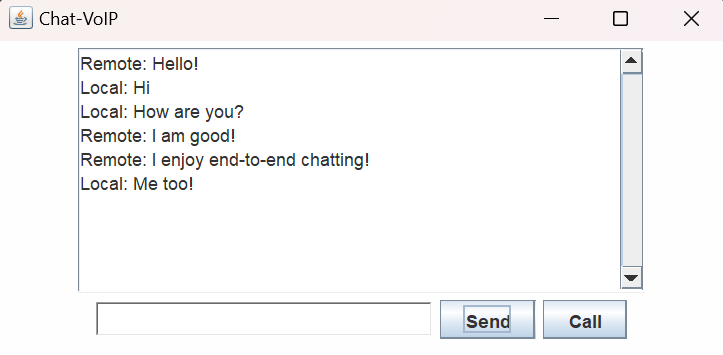 Chat-VoIP
Remote: Hello!
Local: Hi
Local: How are you?
Remote: I am good!
Remote: I enjoy end-to-end chatting!
Local: Me too!
Send Call